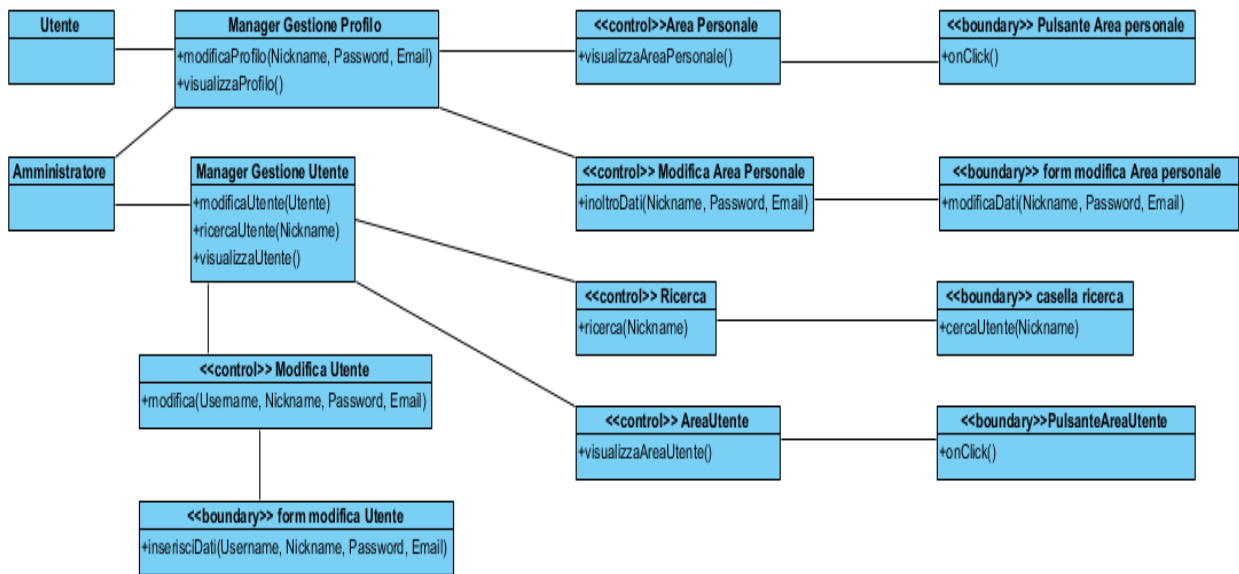 Utente
Manager Gestione Profilo
+modificaProfilo(Nickname, Password, Email)
+visualizzaProfilo()
<<control>>Area Personale
+visualizzaAreaPersonale()
<<boundary>> Pulsante Area personale
+onClick()
Amministratore
Manager Gestione Utente
+modificaUtente(Utente)
+ricercaUtente(Nickname)
+visualizzaUtente()
<<control>> Modifica Area Personale
+inoltroDati(Nickname, Password, Email)
<<boundary>> form modifica Area personale
+modificaDati(Nickname, Password, Email)
<<control>> Ricerca
+ricerca(Nickname)
<<boundary>> casella ricerca
+cercaUtente(Nickname)
<<control>> Modifica Utente
+modifica(Username, Nickname, Password, Email)
<<control>> AreaUtente
+visualizzaAreaUtente()
<<boundary>>PulsanteAreaUtente
+onClick()
<<boundary>> form modifica Utente
+inserisciDati(Username, Nickname, Password, Email)